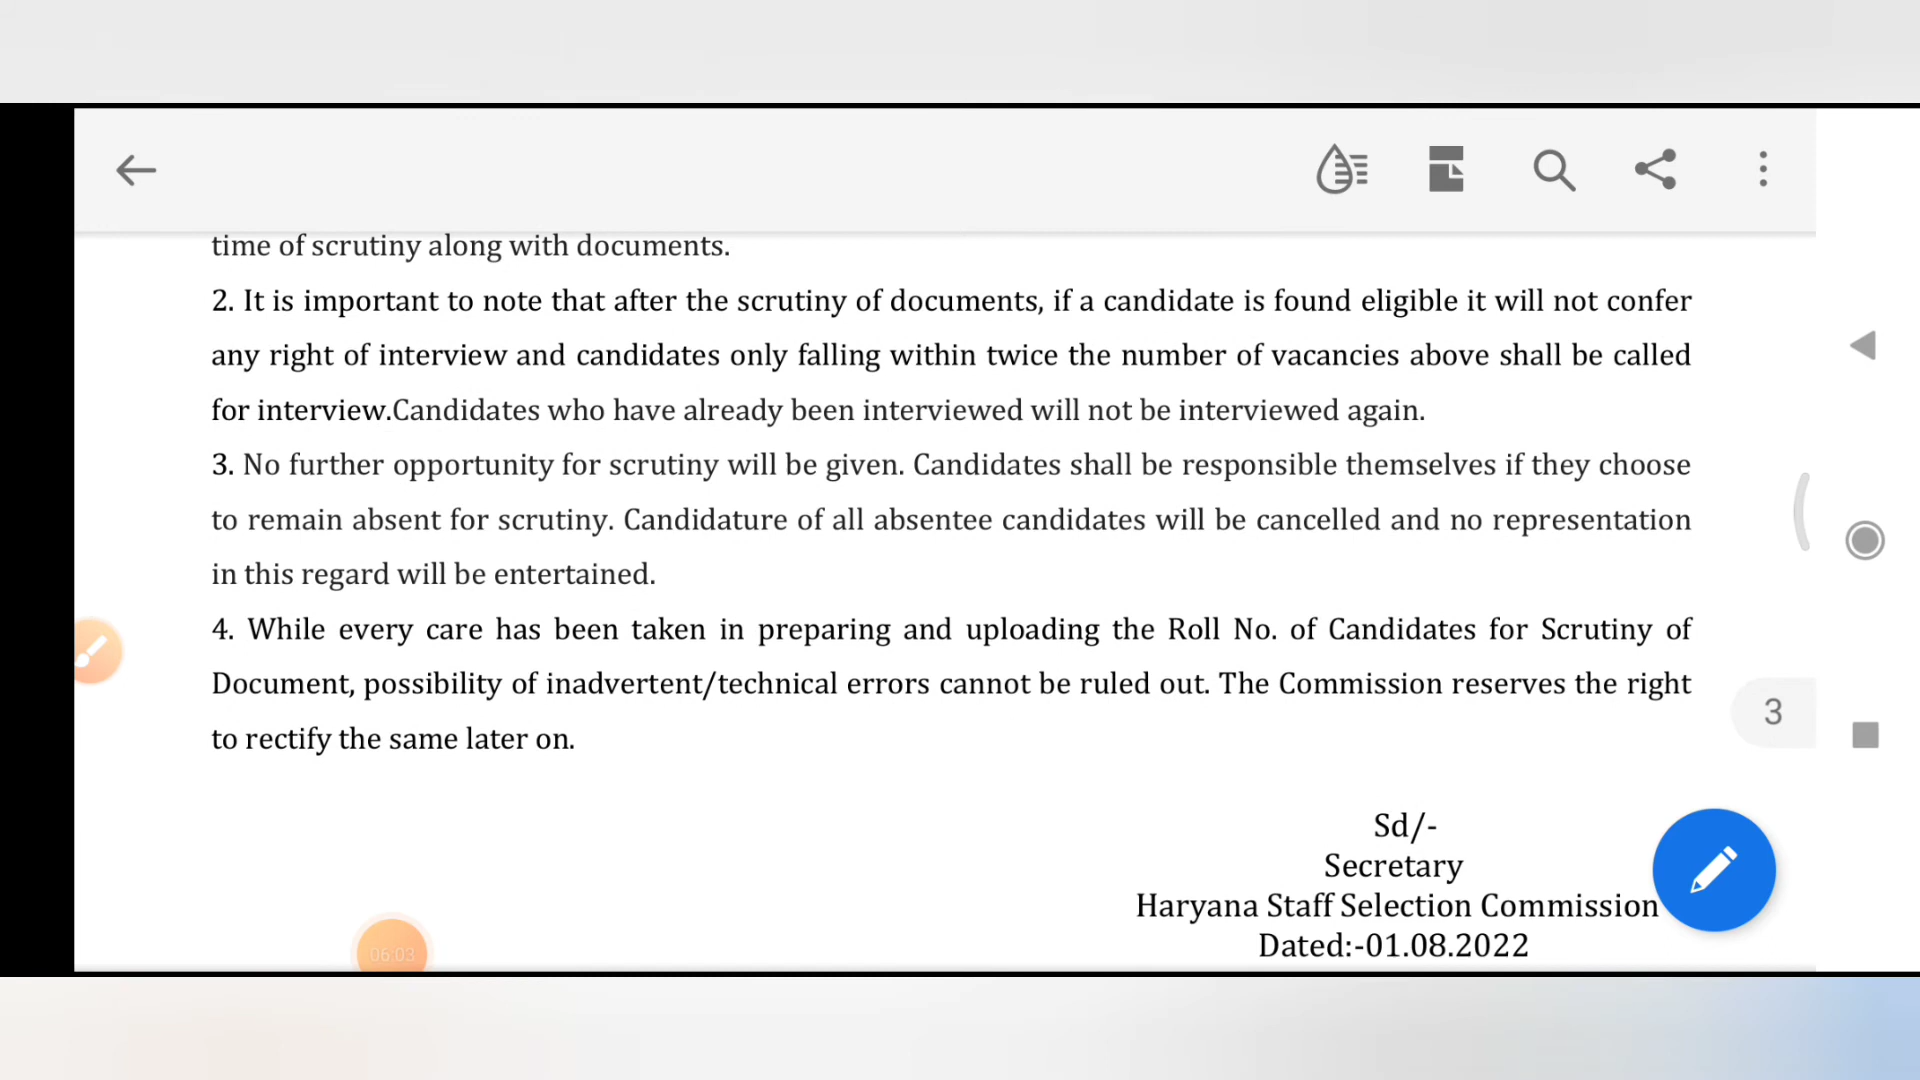 time of scrutiny along with documents.
2. It is important to note that after the scrutiny of documents, if a candidate is found eligible it will not confer
any right of interview and candidates only falling within twice the number of vacancies above shall be called
for interview.Candidates who have already been interviewed will not be interviewed again.
3. No further opportunity for scrutiny will be given. Candidates shall be responsible themselves if they choose
to remain absent for scrutiny. Candidature of all absentee candidates will be cancelled and no representation
in this regard will be entertained.
4. While every care has been taken in preparing and uploading the Roll No. of Candidates for Scrutiny of
Document, possibility of inadvertent/technical errors cannot be ruled out. The Commission reserves the right
to rectify the same later on.
3
Sd/-
Secretary
Haryana Staff Selection Commission
Dated:-01.08.2022
06:03